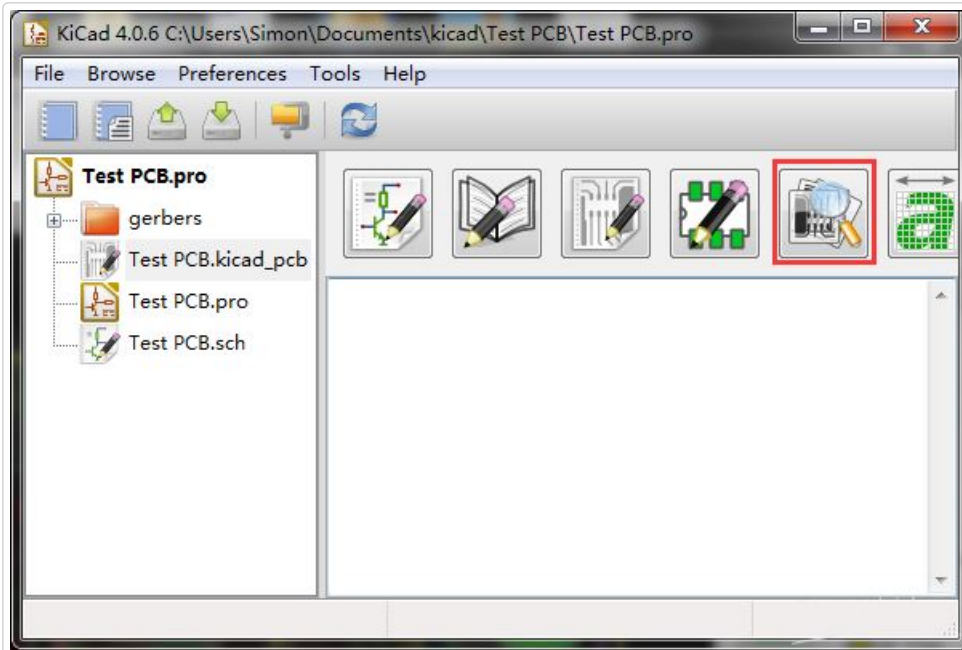 KiCad 4.0.6 C:\Users\Simon\Documents\kicad\Test PCB\Test PCB.pro
File Browse Preferences Tools Help
Test PCB.pro
gerbers
Test PCB.kicad_pcb
Test PCB.pro
Test PCB.sch
a